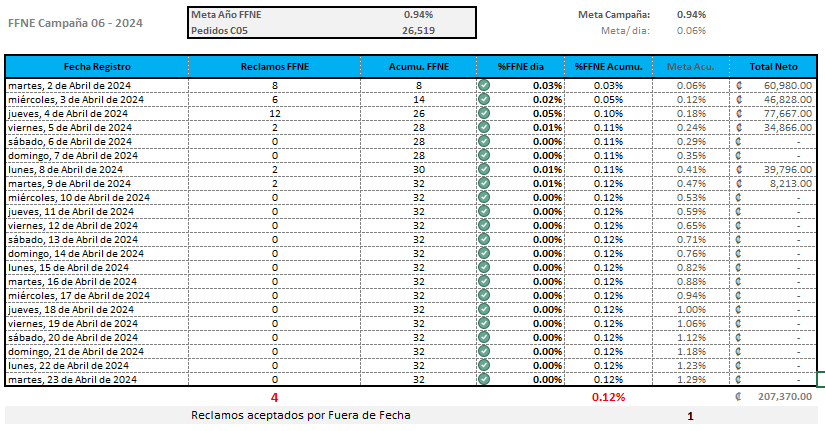 FFNE Campaña 06 - 2024
Meta Año FFNE 0.94%
Pedidos C05 26,519
Meta Campaña: 0.94%
Meta/ dia: 0.06%
Fecha Registro Reclamos FFNE Acumu. FFNE %FFNE dia %FFNE Acumu. Meta Acu. Total Neto
martes, 2 de Abril de 2024 8 8 0.03% 0.03% 0.06% ₡ 60,980.00
miércoles, 3 de Abril de 2024 6 14 0.02% 0.05% 0.12% ₡ 46,828.00
jueves, 4 de Abril de 2024 12 26 0.05% 0.10% 0.18% ₡ 77,667.00
viernes, 5 de Abril de 2024 2 28 0.01% 0.11% 0.24% ₡ 34,866.00
sábado, 6 de Abril de 2024 0 28 0.00% 0.11% 0.29% ₡ -
domingo, 7 de Abril de 2024 0 28 0.00% 0.11% 0.35% ₡ -
lunes, 8 de Abril de 2024 2 30 0.01% 0.11% 0.41% ₡ 39,796.00
martes, 9 de Abril de 2024 2 32 0.01% 0.12% 0.47% ₡ 8,213.00
miércoles, 10 de Abril de 2024 0 32 0.00% 0.12% 0.53% ₡ -
jueves, 11 de Abril de 2024 0 32 0.00% 0.12% 0.59% ₡ -
viernes, 12 de Abril de 2024 0 32 0.00% 0.12% 0.65% ₡ -
sábado, 13 de Abril de 2024 0 32 0.00% 0.12% 0.71% ₡ -
domingo, 14 de Abril de 2024 0 32 0.00% 0.12% 0.76% ₡ -
lunes, 15 de Abril de 2024 0 32 0.00% 0.12% 0.82% ₡ -
martes, 16 de Abril de 2024 0 32 0.00% 0.12% 0.88% ₡ -
miércoles, 17 de Abril de 2024 0 32 0.00% 0.12% 0.94% ₡ -
jueves, 18 de Abril de 2024 0 32 0.00% 0.12% 1.00% ₡ -
viernes, 19 de Abril de 2024 0 32 0.00% 0.12% 1.06% ₡ -
sábado, 20 de Abril de 2024 0 32 0.00% 0.12% 1.12% ₡ -
domingo, 21 de Abril de 2024 0 32 0.00% 0.12% 1.18% ₡ -
lunes, 22 de Abril de 2024 0 32 0.00% 0.12% 1.23% ₡ -
martes, 23 de Abril de 2024 0 32 0.00% 0.12% 1.29% ₡ -
4 0.12% ₡ 207,370.00
Reclamos aceptados por Fuera de Fecha 1